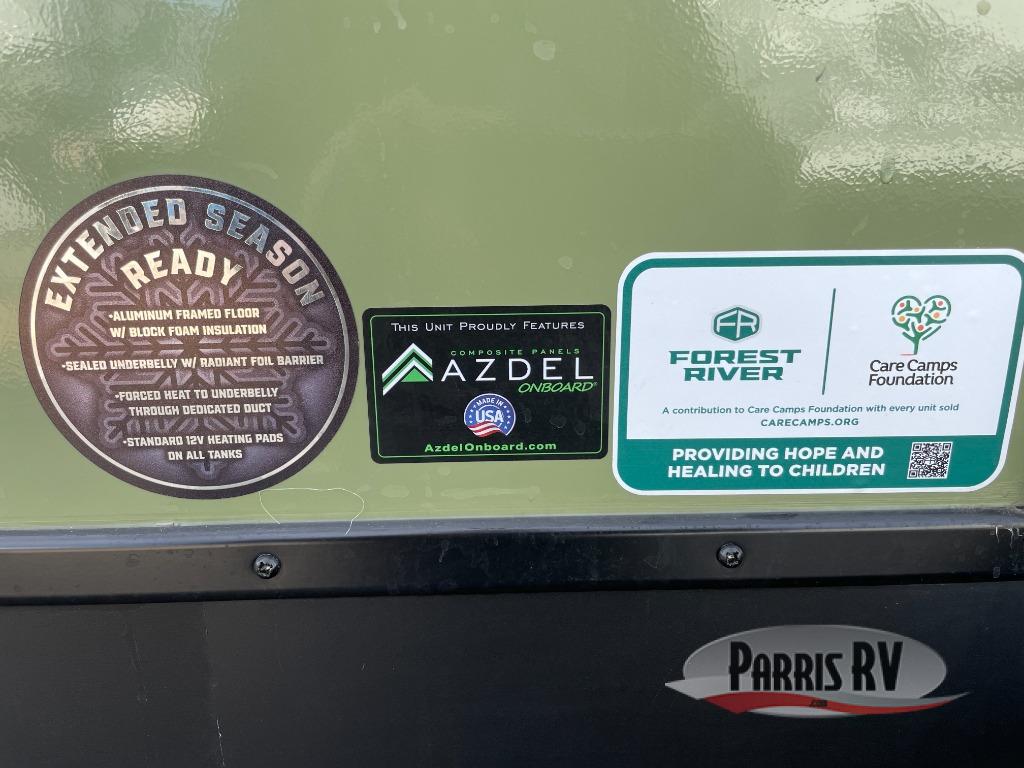 EXTENDED SEASON
READY
•ALUMINUM FRAMED FLOOR
W/ BLOCK FOAM INSULATION
•SEALED UNDERBELLY W/ RADIANT FOIL BARRIER
•FORCED HEAT TO UNDERBELLY
THROUGH DEDICATED DUCT
•STANDARD 12V HEATING PADS
ON ALL TANKS
THIS UNIT PROUDLY FEATURES
COMPOSITE PANELS
AZDEL
ONBOARD®
MADE IN
USA
AzdelOnboard.com
FR
FOREST
RIVER
Care Camps
Foundation
A contribution to Care Camps Foundation with every unit sold
CARECAMPS.ORG
PROVIDING HOPE AND
HEALING TO CHILDREN
PARRIS RV
.com